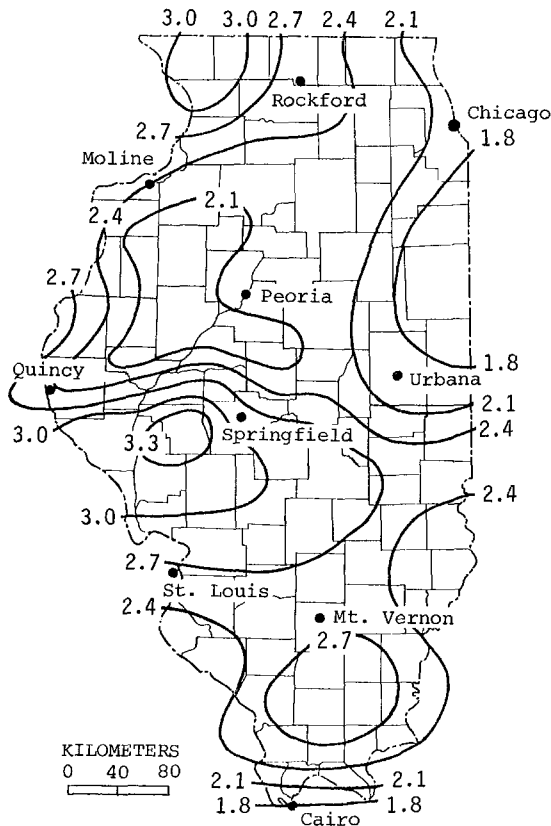 3.0 3.0 2.7 2.4 2.1
Rockford
Chicago
2.7
1.8
Moline
2.1
2.4
2.7
Peoria
Quincy
1.8
Urbana
2.1
3.0
3.3
Springfield
2.4
2.4
3.0
2.7
St. Louis
2.4
Mt. Vernon
2.7
KILOMETERS
0 40 80
2.1 2.1
1.8 1.8
Cairo